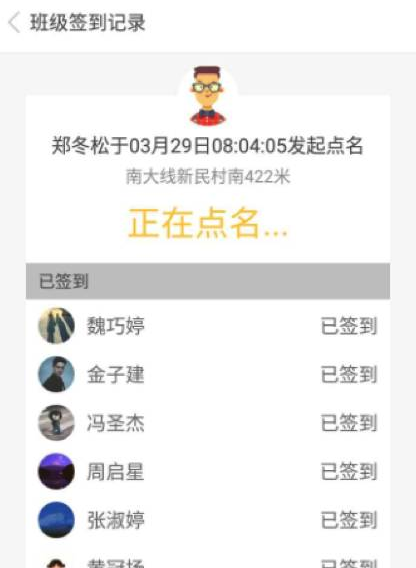 班级签到记录
郑冬松于03月29日08:04:05发起点名
南大线新民村南422米
正在点名...
已签到
魏巧婷 已签到
金子建 已签到
冯圣杰 已签到
周启星 已签到
张淑婷 已签到
已签到